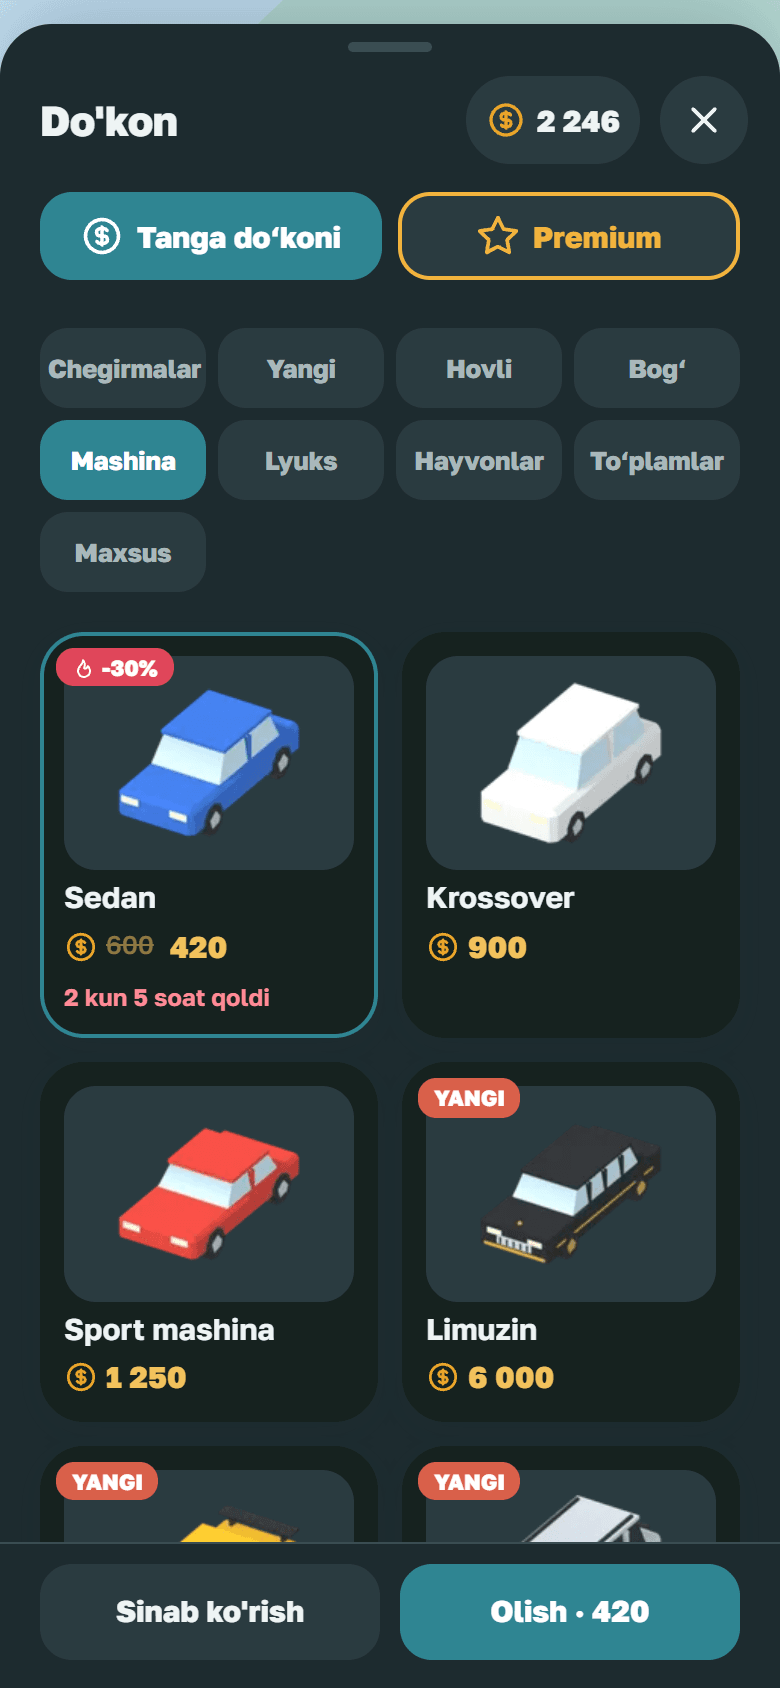 Do'kon
2 246
Tanga do‘koni
Premium
Chegirmalar
Yangi
Hovli
Bog‘
Mashina
Lyuks
Hayvonlar
To‘plamlar
Maxsus
-30%
Sedan
600 420
2 kun 5 soat qoldi
Krossover
900
Sport mashina
1 250
YANGI
Limuzin
6 000
YANGI
YANGI
Sinab ko'rish
Olish · 420